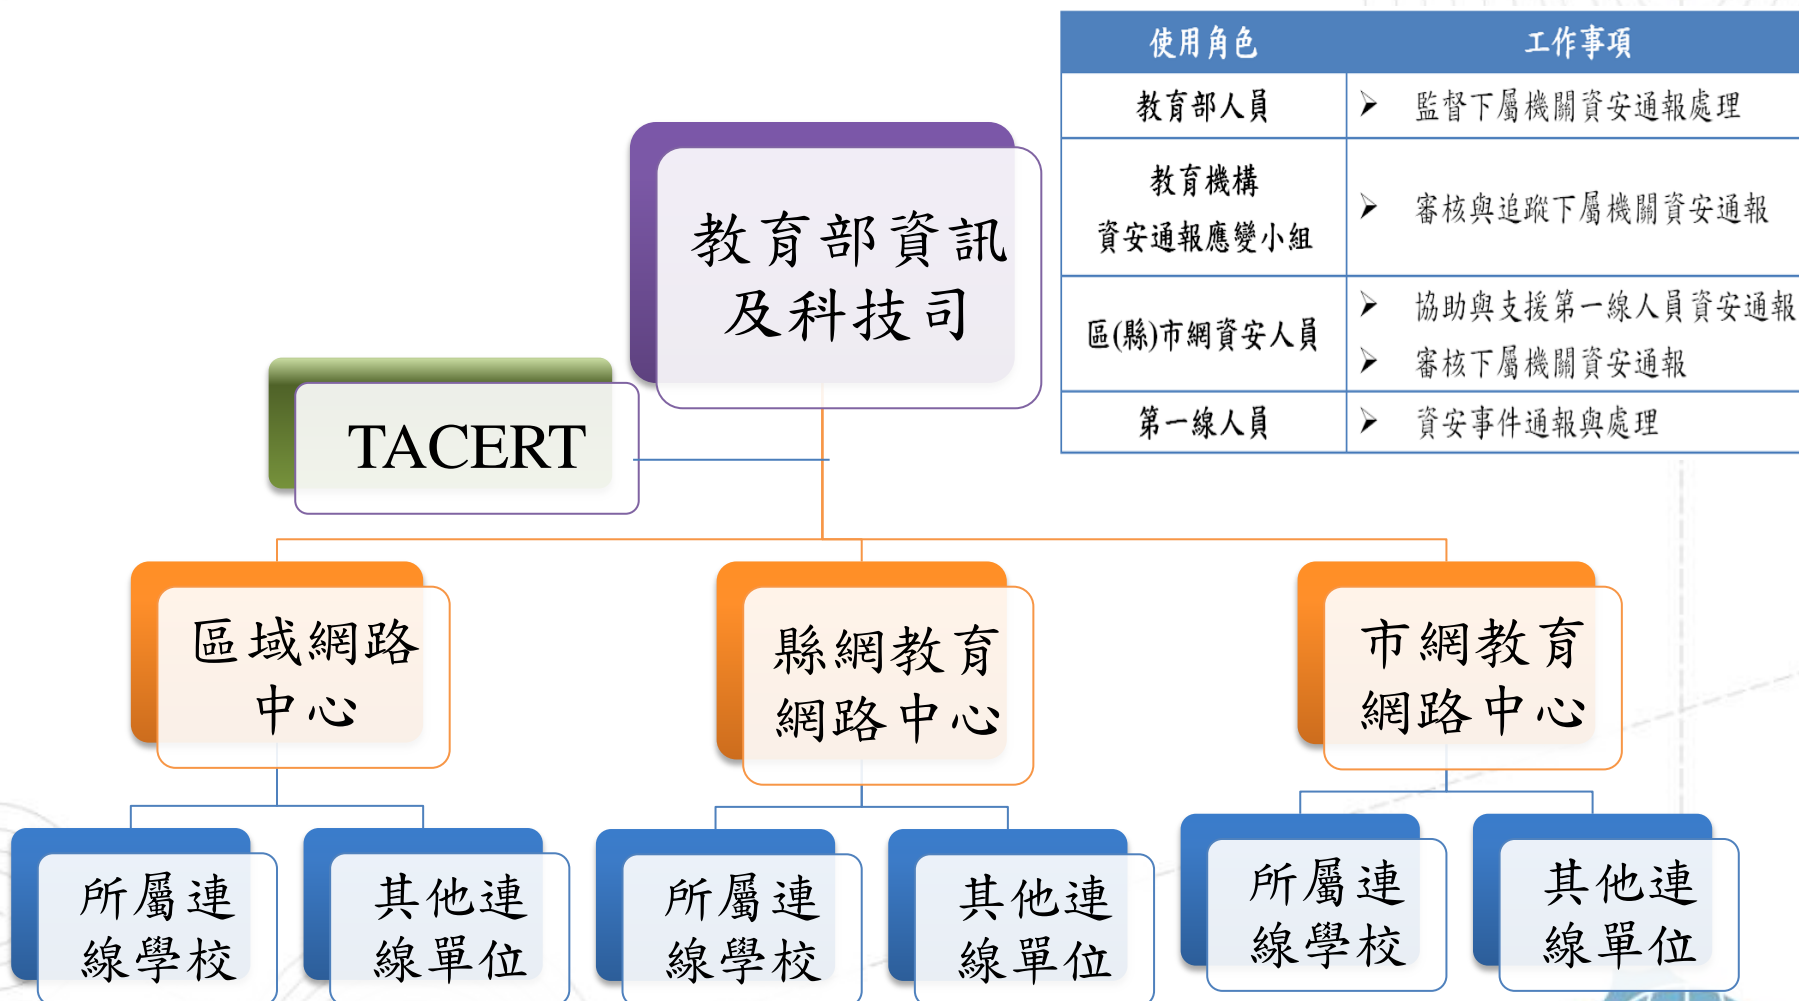 使用角色 工作事項
教育部人員 ➢ 監督下屬機關資安通報處理
教育機構
資安通報應變小組
➢ 審核與追蹤下屬機關資安通報
區(縣)市網資安人員
➢ 協助與支援第一線人員資安通報
➢ 審核下屬機關資安通報
第一線人員 ➢ 資安事件通報與處理
教育部資訊
及科技司
TACERT
區域網路
中心
縣網教育
網路中心
市網教育
網路中心
所屬連
線學校
其他連
線單位
所屬連
線學校
其他連
線單位
所屬連
線學校
其他連
線單位